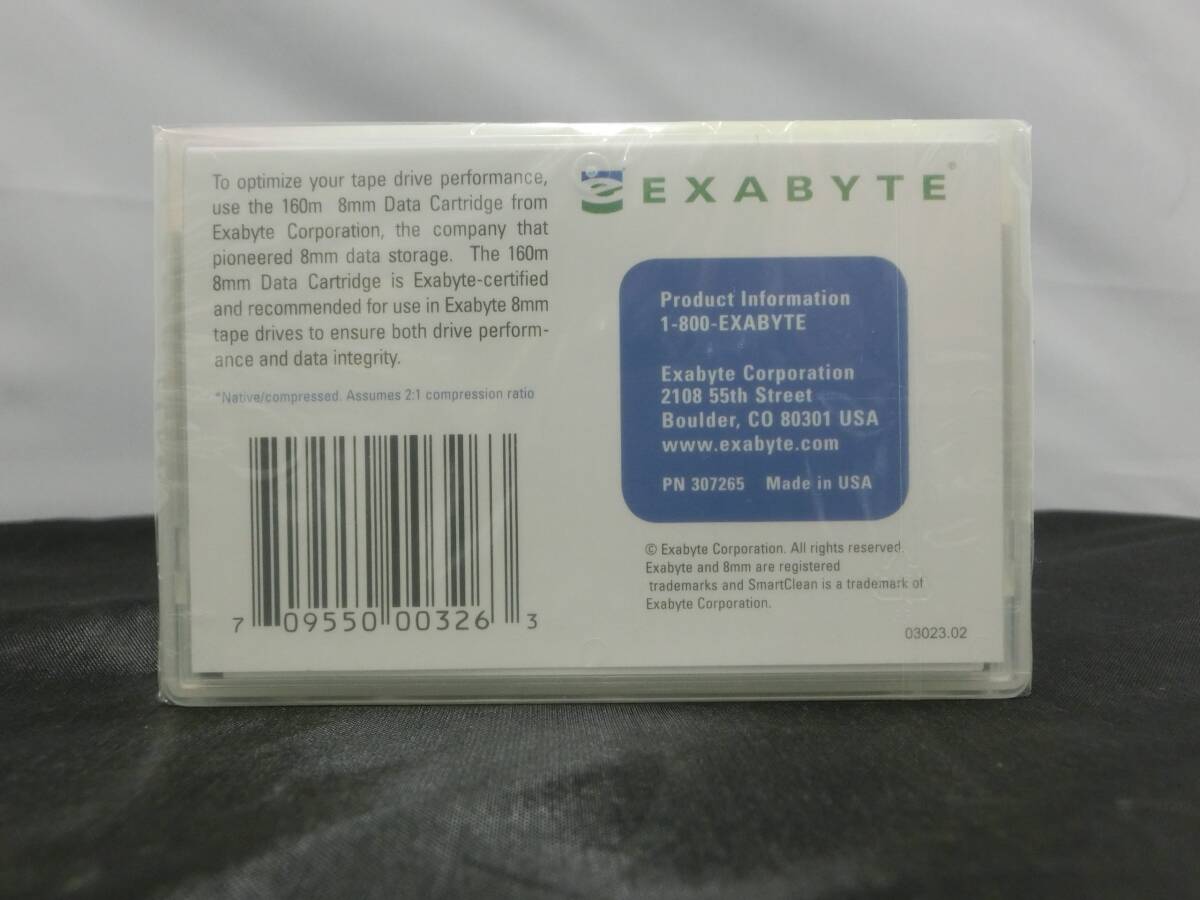 To optimize your tape drive performance,
use the 160m 8mm Data Cartridge from
Exabyte Corporation, the company that
pioneered 8mm data storage. The 160m
8mm Data Cartridge is Exabyte-certified
and recommended for use in Exabyte 8mm
tape drives to ensure both drive perform-
ance and data integrity.
*Native/compressed. Assumes 2:1 compression ratio
7 09550 00326 3
EXABYTE®
Product Information
1-800-EXABYTE
Exabyte Corporation
2108 55th Street
Boulder, CO 80301 USA
www.exabyte.com
PN 307265 Made in USA
© Exabyte Corporation. All rights reserved.
Exabyte and 8mm are registered
trademarks and SmartClean is a trademark of
Exabyte Corporation.
03023.02